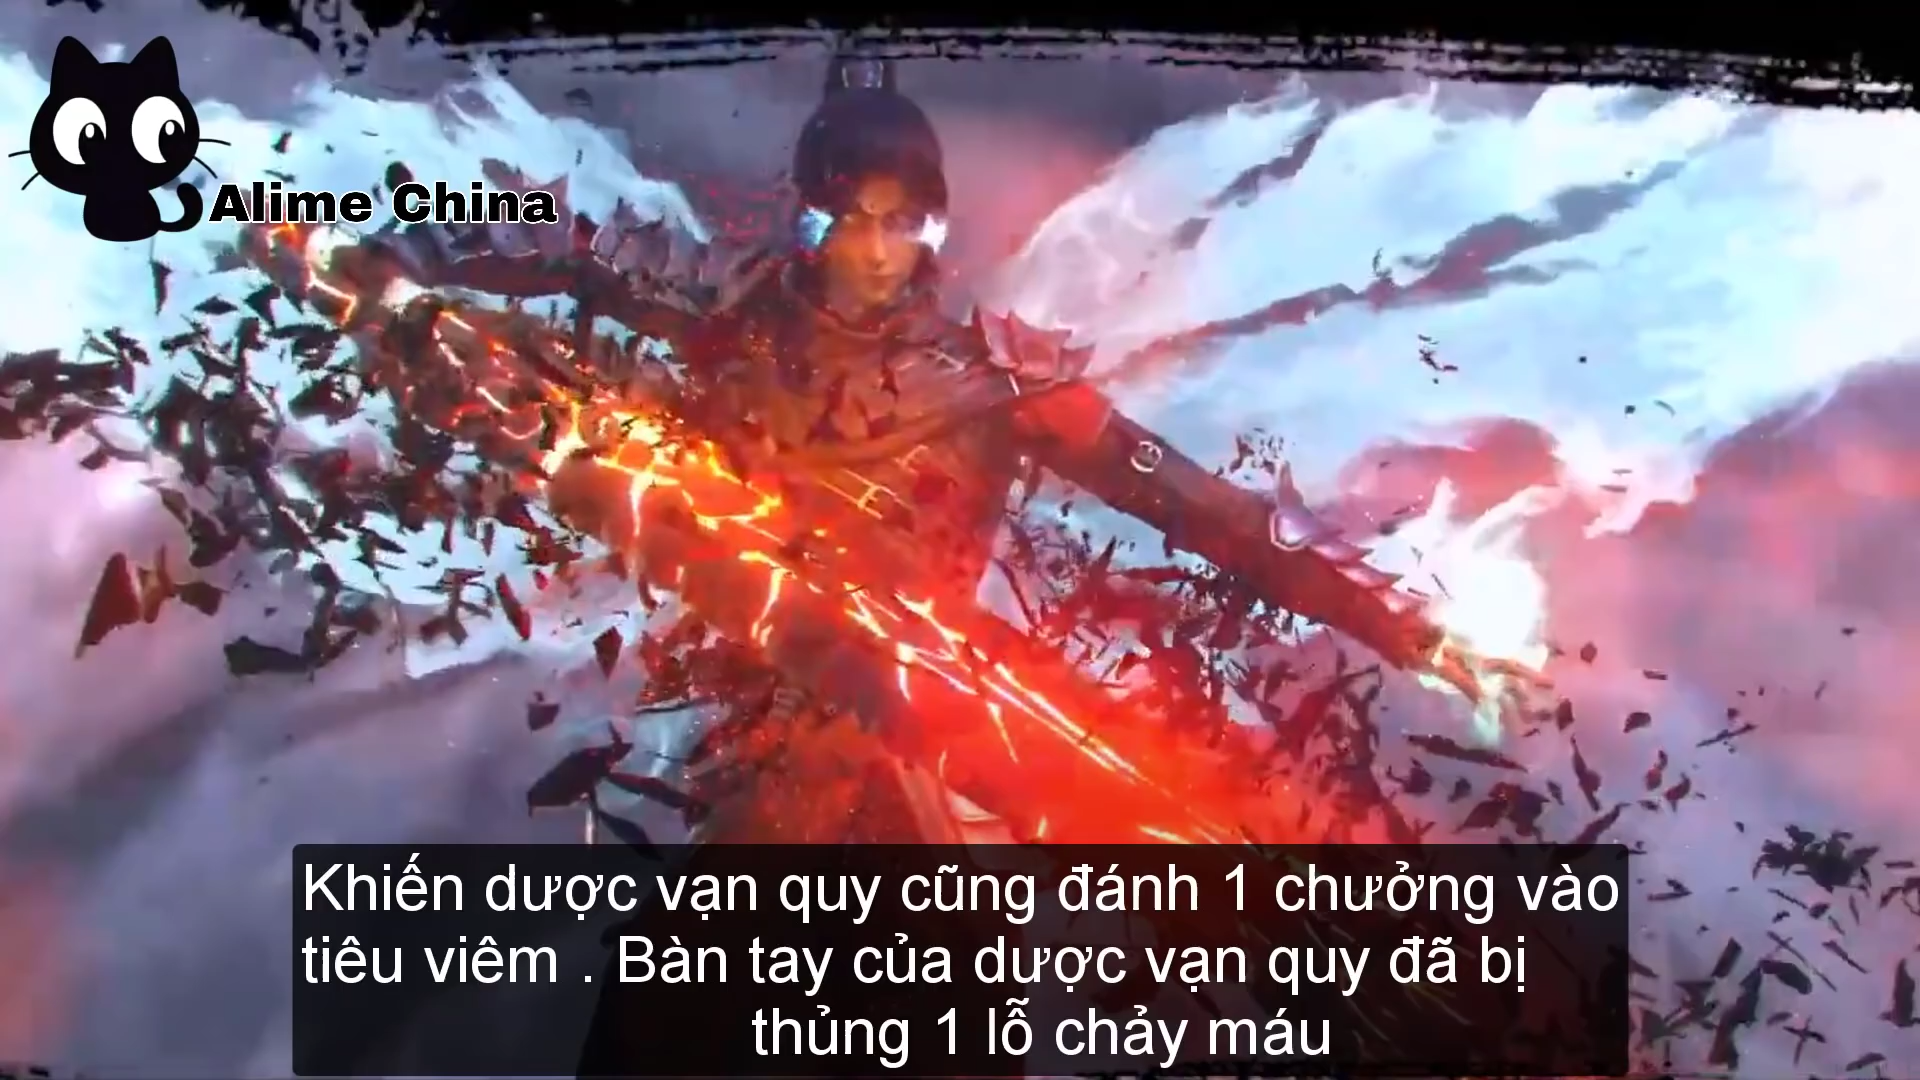 Alime China
Khiến dược vạn quy cũng đánh 1 chưởng vào
tiêu viêm . Bàn tay của dược vạn quy đã bị
thủng 1 lỗ chảy máu